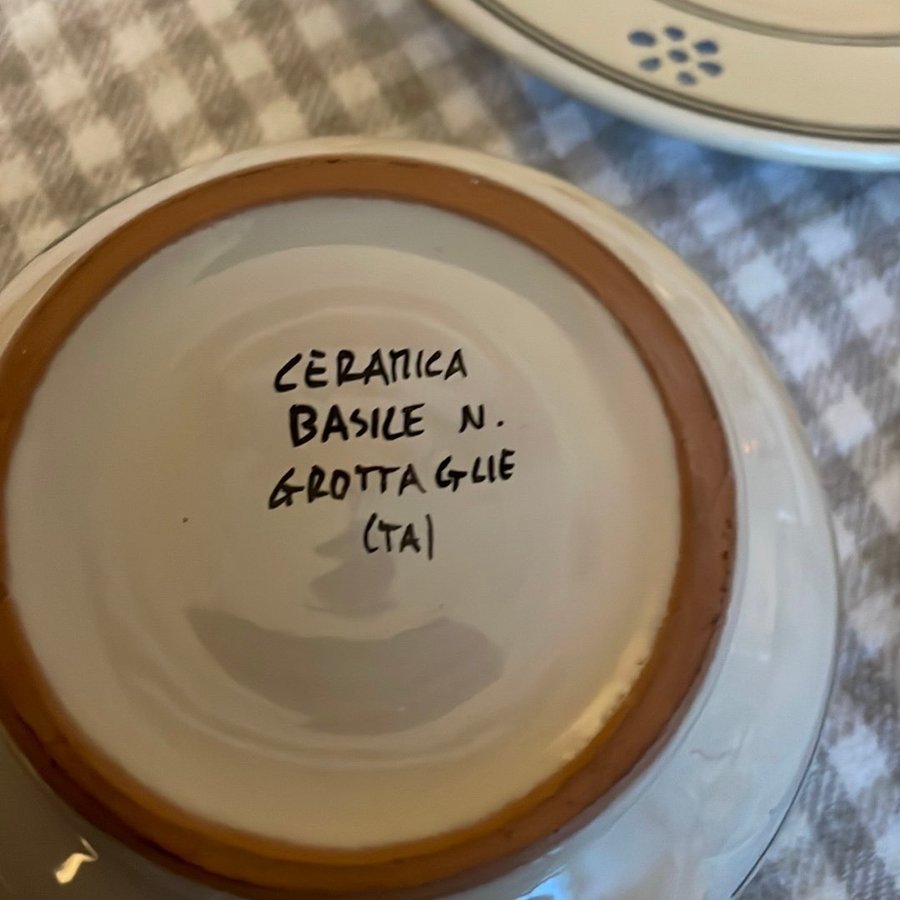 CERAMICA
BASILE N.
GROTTAGLIE
(TA)